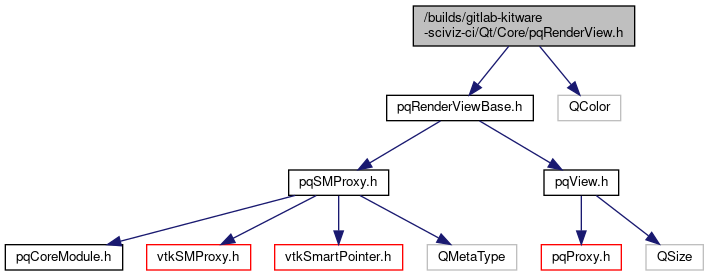 /builds/gitlab-kitware
-sciviz-ci/Qt/Core/pqRenderView.h
pqRenderViewBase.h
QColor
pqSMProxy.h
pqView.h
pqCoreModule.h
vtkSMProxy.h
vtkSmartPointer.h
QMetaType
pqProxy.h
QSize